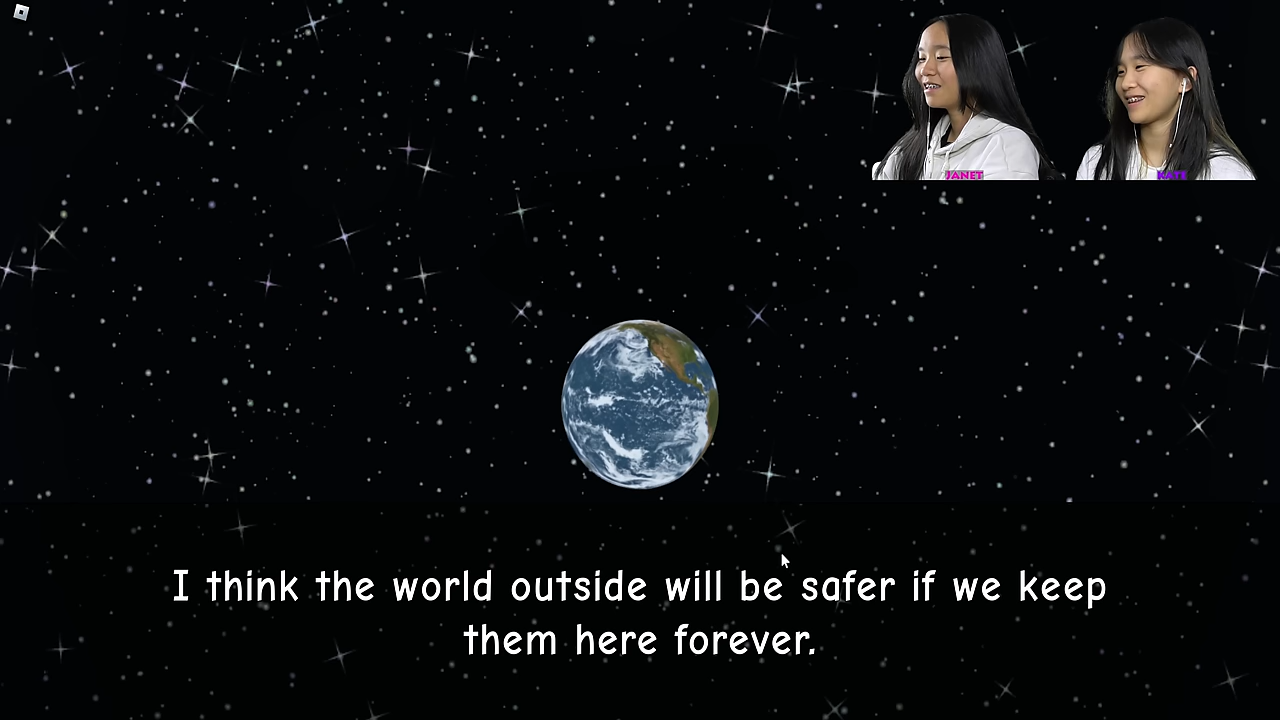 JANET
KATE
I think the world outside will be safer if we keep
them here forever.